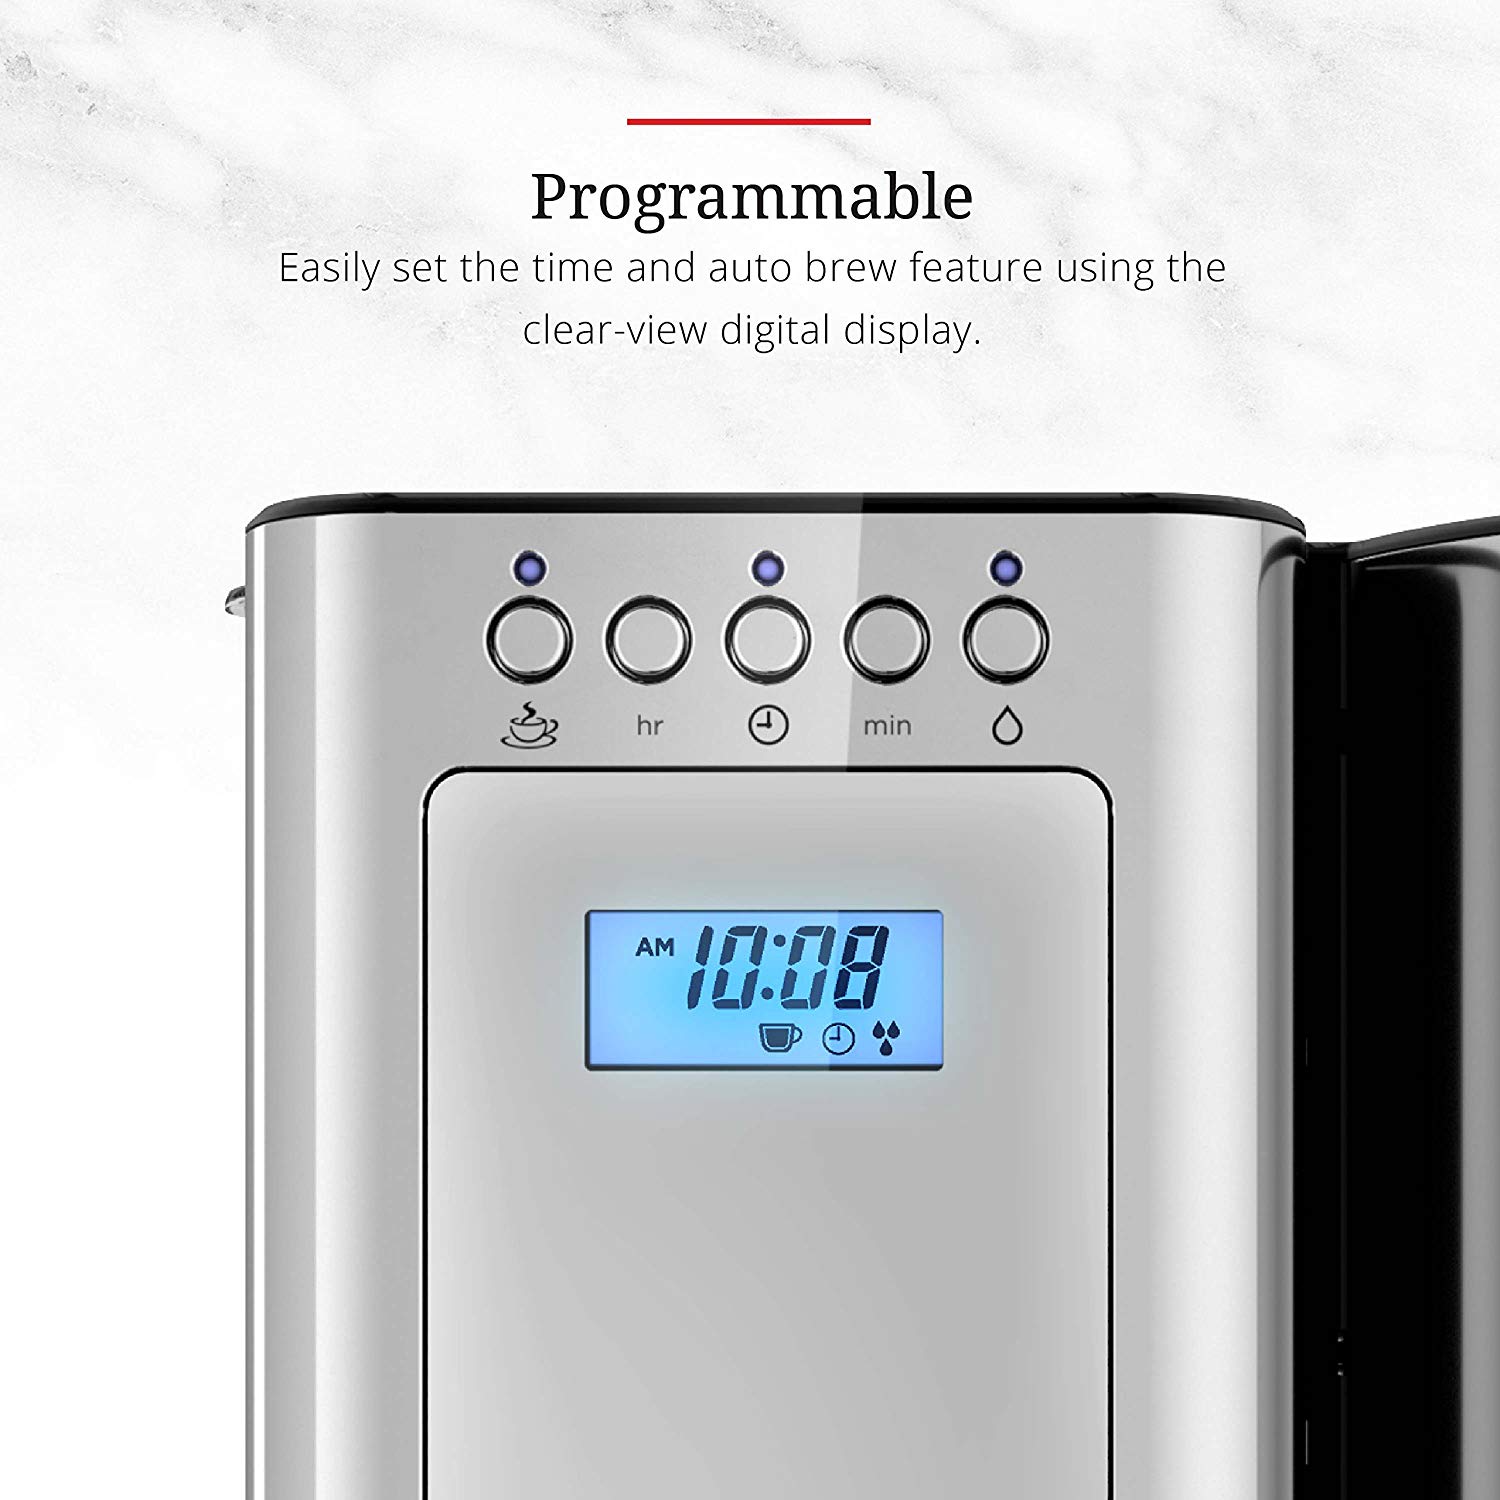 Programmable
Easily set the time and auto brew feature using the
clear-view digital display.
hr min
AM 10:08